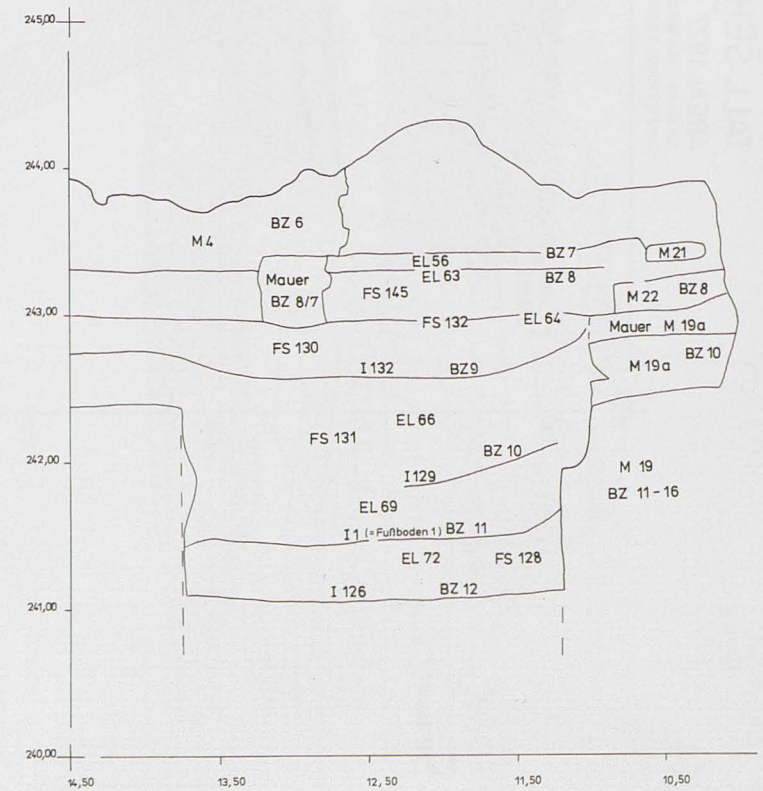 245,00
244,00
BZ 6
M 4
BZ 7
M 21
EL 56
EL 63
BZ 8
Mauer
BZ 8/7
FS 145
M 22
BZ 8
243,00
FS 132
EL 64
Mauer M 19a
FS 130
BZ 10
I 132
BZ 9
M 19a
EL 66
FS 131
BZ 10
242,00
I 129
M 19
BZ 11-16
EL 69
I 1 (=Fußboden 1) BZ 11
EL 72
FS 128
I 126
BZ 12
241,00
240,00
14,50
13,50
12,50
11,50
10,50